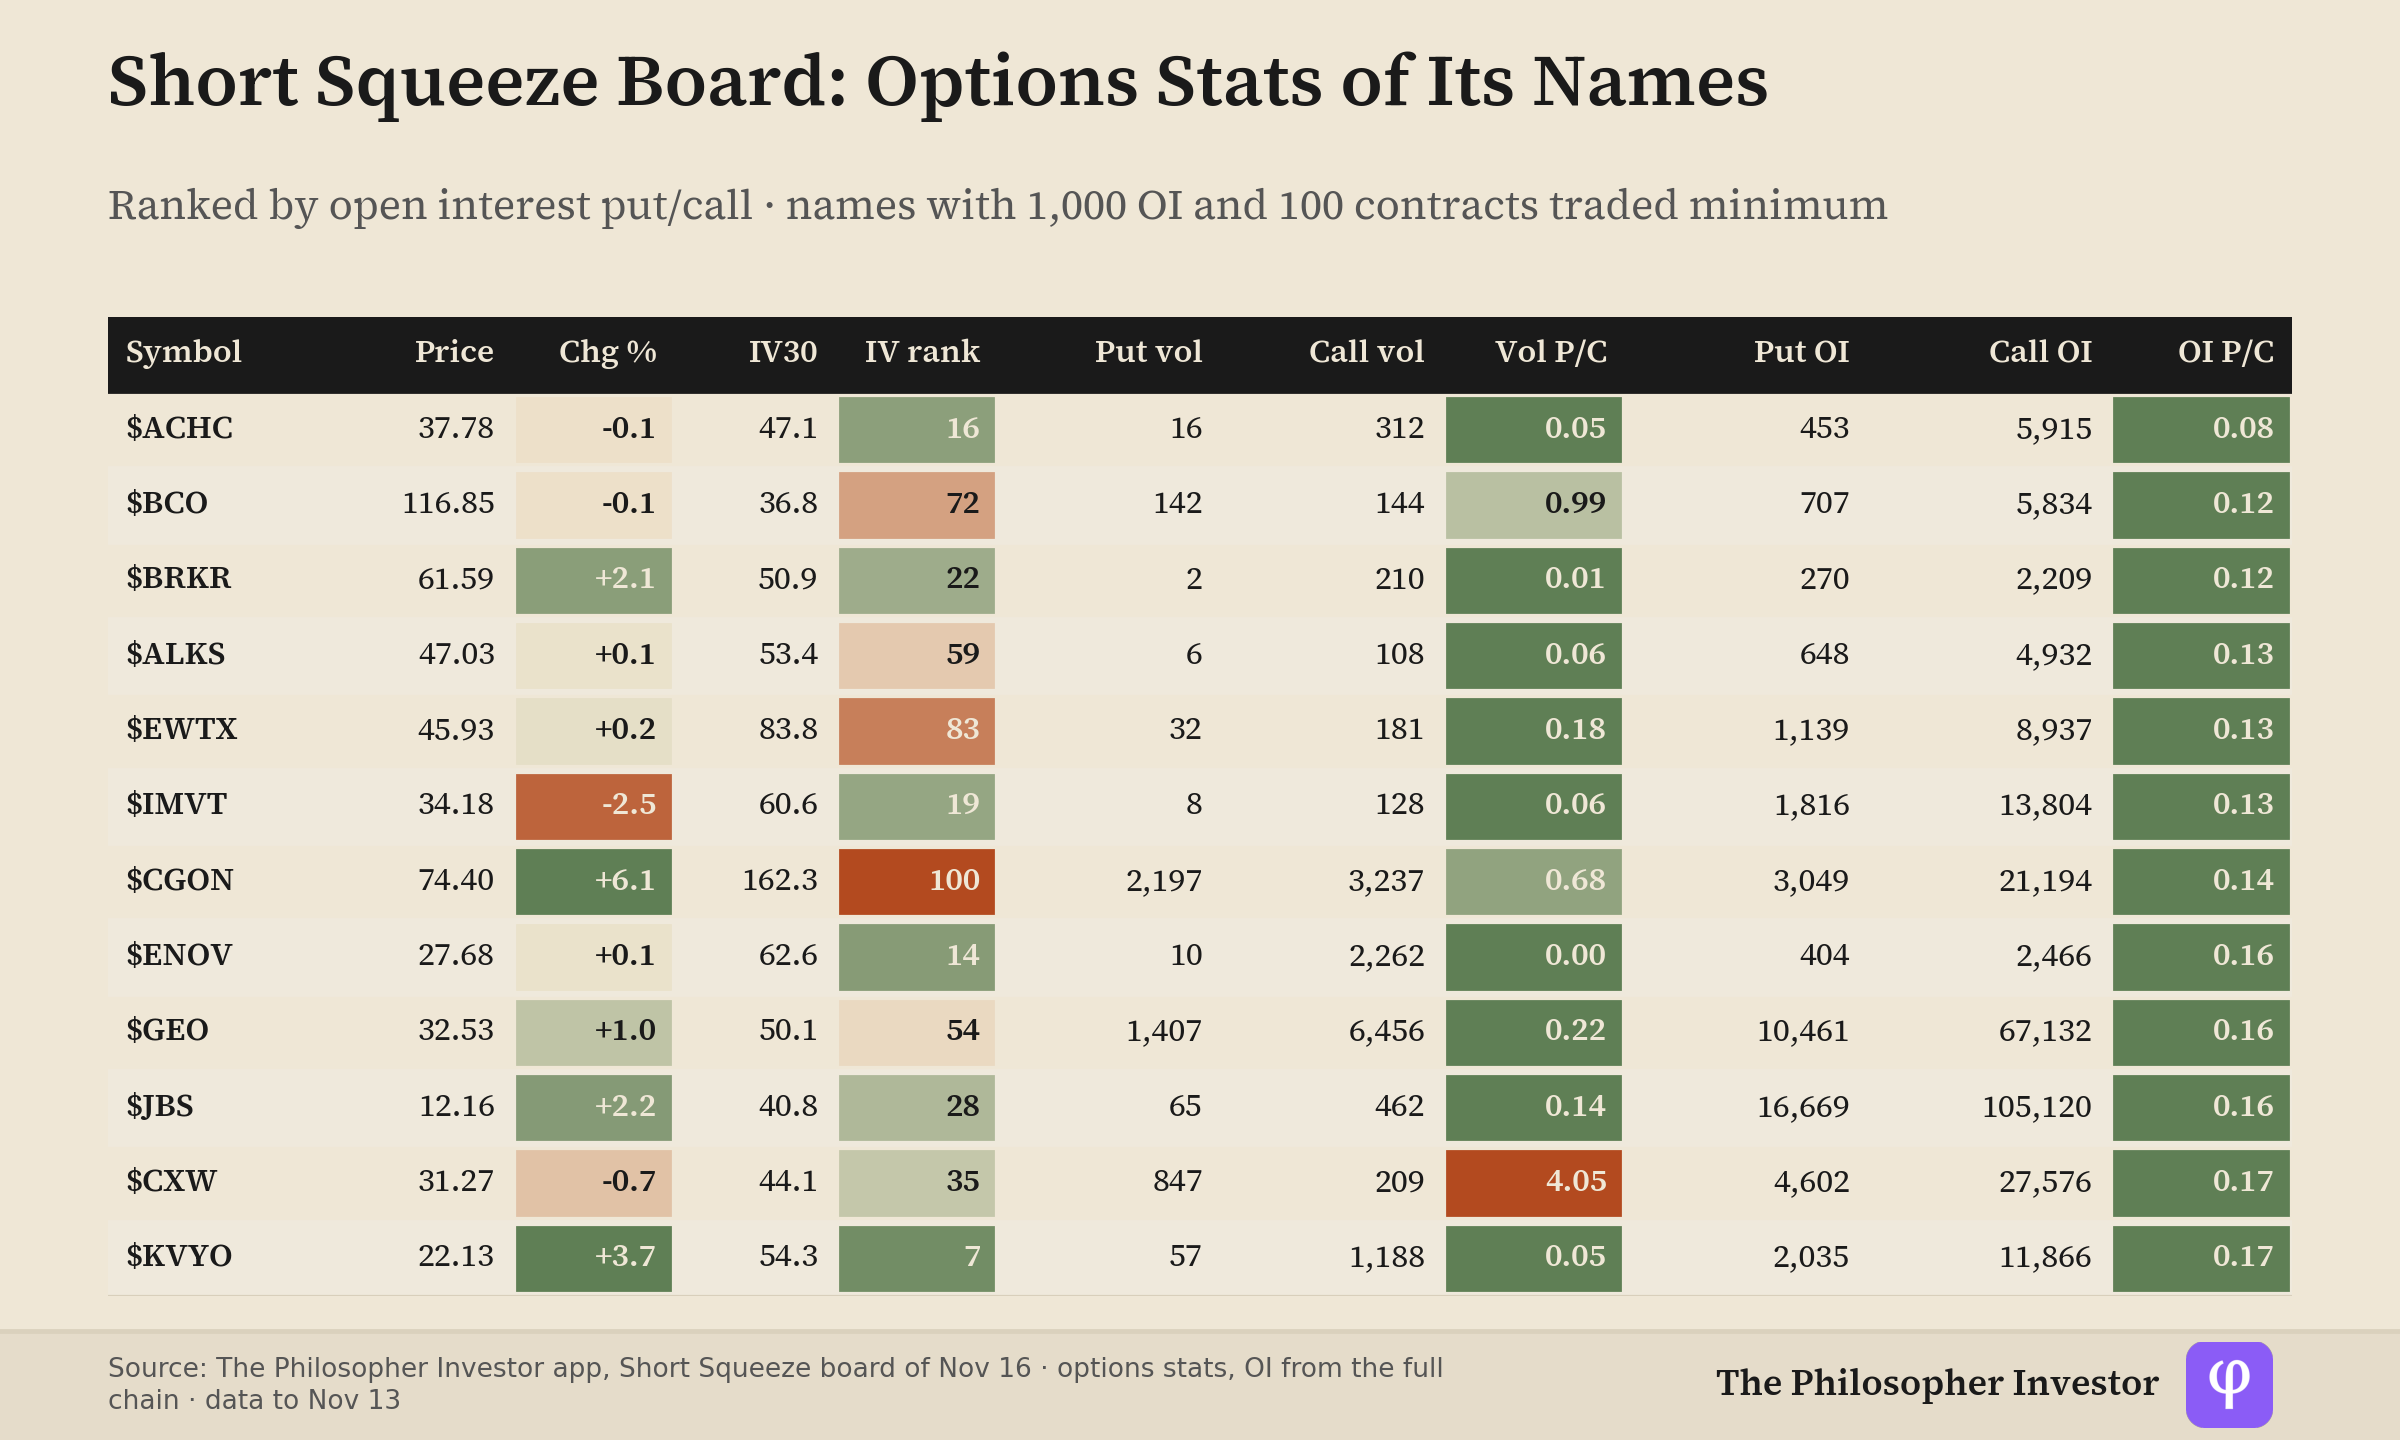 Short Squeeze Board: Options Stats of Its Names
Ranked by open interest put/call · names with 1,000 OI and 100 contracts traded minimum
Symbol Price Chg % IV30 IV rank Put vol Call vol Vol P/C Put OI Call OI OI P/C
$ACHC 37.78 -0.1 47.1 16 16 312 0.05 453 5,915 0.08
$BCO 116.85 -0.1 36.8 72 142 144 0.99 707 5,834 0.12
$BRKR 61.59 +2.1 50.9 22 2 210 0.01 270 2,209 0.12
$ALKS 47.03 +0.1 53.4 59 6 108 0.06 648 4,932 0.13
$EWTX 45.93 +0.2 83.8 83 32 181 0.18 1,139 8,937 0.13
$IMVT 34.18 -2.5 60.6 19 8 128 0.06 1,816 13,804 0.13
$CGON 74.40 +6.1 162.3 100 2,197 3,237 0.68 3,049 21,194 0.14
$ENOV 27.68 +0.1 62.6 14 10 2,262 0.00 404 2,466 0.16
$GEO 32.53 +1.0 50.1 54 1,407 6,456 0.22 10,461 67,132 0.16
$JBS 12.16 +2.2 40.8 28 65 462 0.14 16,669 105,120 0.16
$CXW 31.27 -0.7 44.1 35 847 209 4.05 4,602 27,576 0.17
$KVYO 22.13 +3.7 54.3 7 57 1,188 0.05 2,035 11,866 0.17
Source: The Philosopher Investor app, Short Squeeze board of Nov 16 · options stats, OI from the full
chain · data to Nov 13
The Philosopher Investor φ